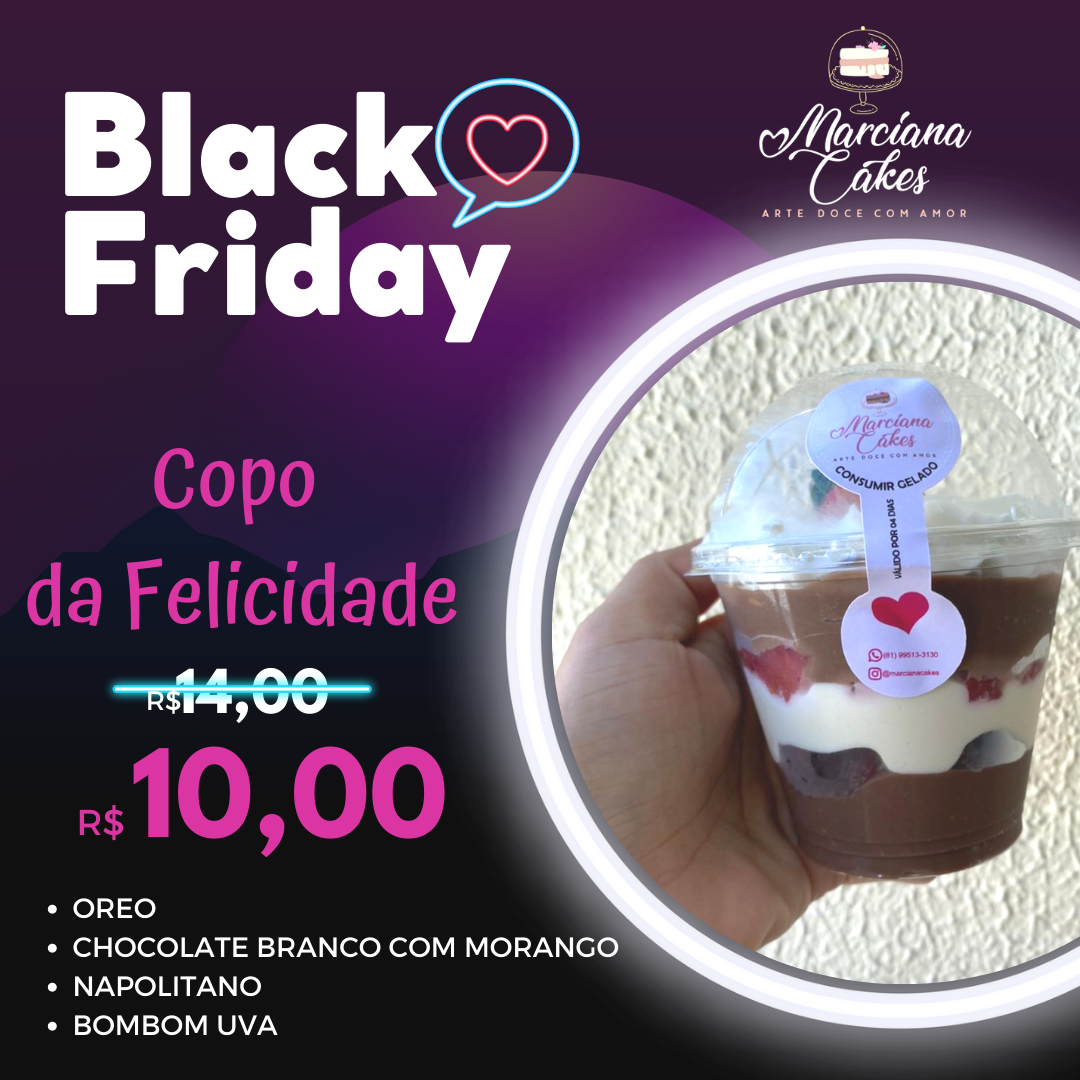 Black
Friday
Marciana
Cakes
ARTE DOCE COM AMOR
Copo
da Felicidade
R$14,00
R$ 10,00
OREO
CHOCOLATE BRANCO COM MORANGO
NAPOLITANO
BOMBOM UVA
Marciana
Cakes
ARTE DOCE COM AMOR
CONSUMIR GELADO
VÁLIDO POR 04 DIAS
(81) 99513-3130
@marcianacakes